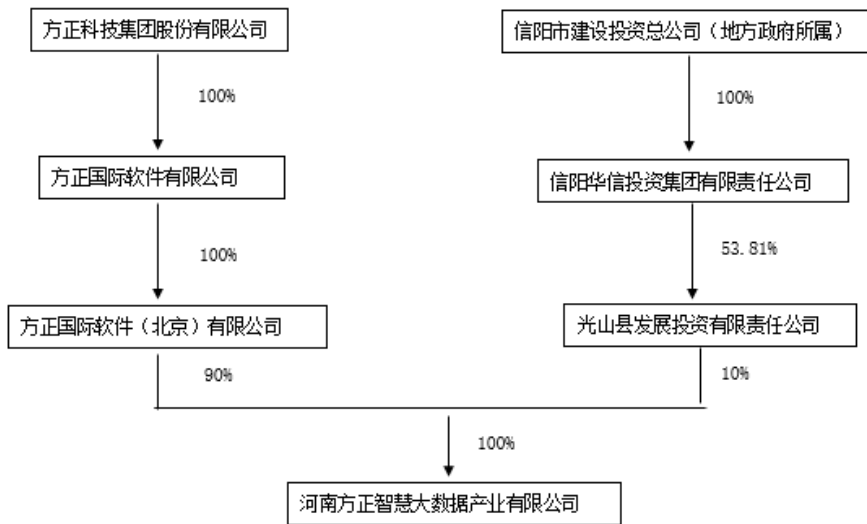 方正科技集团股份有限公司
信阳市建设投资总公司（地方政府所属）
100%
100%
方正国际软件有限公司
信阳华信投资集团有限责任公司
100%
53.81%
方正国际软件（北京）有限公司
光山县发展投资有限责任公司
90%
10%
100%
河南方正智慧大数据产业有限公司